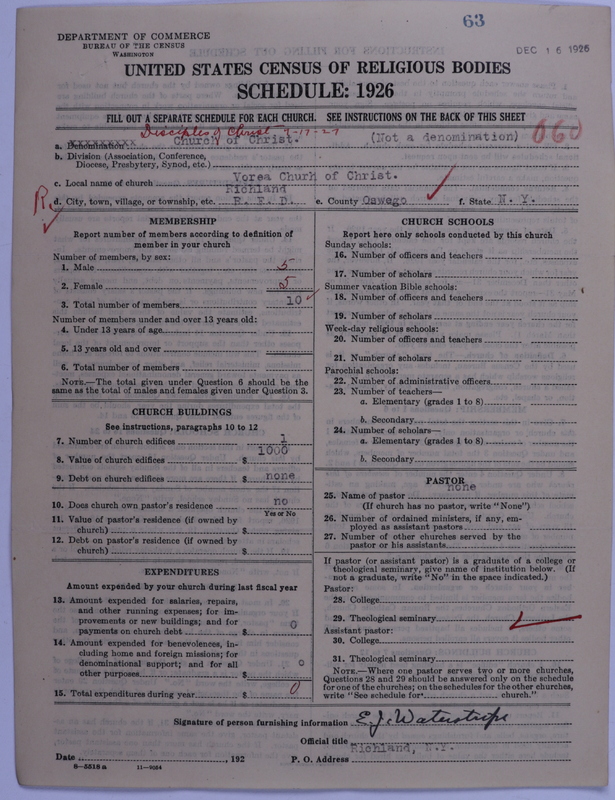 63
DEPARTMENT OF COMMERCE
BUREAU OF THE CENSUS
WASHINGTON
DEC 16 1926
UNITED STATES CENSUS OF RELIGIOUS BODIES
SCHEDULE: 1926
FILL OUT A SEPARATE SCHEDULE FOR EACH CHURCH. SEE INSTRUCTIONS ON THE BACK OF THIS SHEET
Disciples of Christ 9-17-27
a. Denomination Church of Christ. (Not a denomination) 060
b. Division (Association, Conference,
Diocese, Presbytery, Synod, etc.)
c. Local name of church Vorea Churh of Christ.
Richland
R. d. City, town, village, or township, etc. R. F. D. e. County Oswego f. State N. Y.
MEMBERSHIP
Report number of members according to definition of
member in your church
Number of members, by sex:
1. Male 5
2. Female 5
3. Total number of members 10
Number of members under and over 13 years old:
4. Under 13 years of age
5. 13 years old and over
6. Total number of members
NOTE.—The total given under Question 6 should be
same as the total of males and females given under Question 3.
CHURCH BUILDINGS
See instructions, paragraphs 10 to 12
7. Number of church edifices 1
8. Value of church edifices $ 1000
9. Debt on church edifices $ none
10. Does church own pastor's residence no
Yes or No
11. Value of pastor's residence (if owned by
church) $
12. Debt on pastor's residence (if owned by
church) $
EXPENDITURES
Amount expended by your church during last fiscal year
13. Amount expended for salaries, repairs,
and other running expenses; for im-
provements or new buildings; and for
payments on church debt $ 0
14. Amount expended for benevolences, in-
cluding home and foreign missions; for
denominational support; and for all
other purposes $ 0
15. Total expenditures during year $ 0
CHURCH SCHOOLS
Report here only schools conducted by this church
Sunday schools:
16. Number of officers and teachers
17. Number of scholars
Summer vacation Bible schools:
18. Number of officers and teachers
19. Number of scholars
Week-day religious schools:
20. Number of officers and teachers
21. Number of scholars
Parochial schools:
22. Number of administrative officers
23. Number of teachers—
a. Elementary (grades 1 to 8)
b. Secondary
24. Number of scholars—
a. Elementary (grades 1 to 8)
b. Secondary
PASTOR
25. Name of pastor none
(If church has no pastor, write "None")
26. Number of ordained ministers, if any, em-
ployed as assistant pastors
27. Number of other churches served by the
pastor or his assistants
If pastor (or assistant pastor) is a graduate of a college or
theological seminary, give name of institution below. (If
not a graduate, write "No" in the space indicated.)
Pastor:
28. College
29. Theological seminary
Assistant pastor:
30. College
31. Theological seminary
NOTE.—Where one pastor serves two or more churches,
Questions 28 and 29 should be answered only on the schedule
for one of the churches; on the schedules for the other churches,
write "See schedule for church."
Signature of person furnishing information E. J. Waterstripe
Official title
Date , 192 P. O. Address Richland, N.Y.
8—5518 a 11—9034